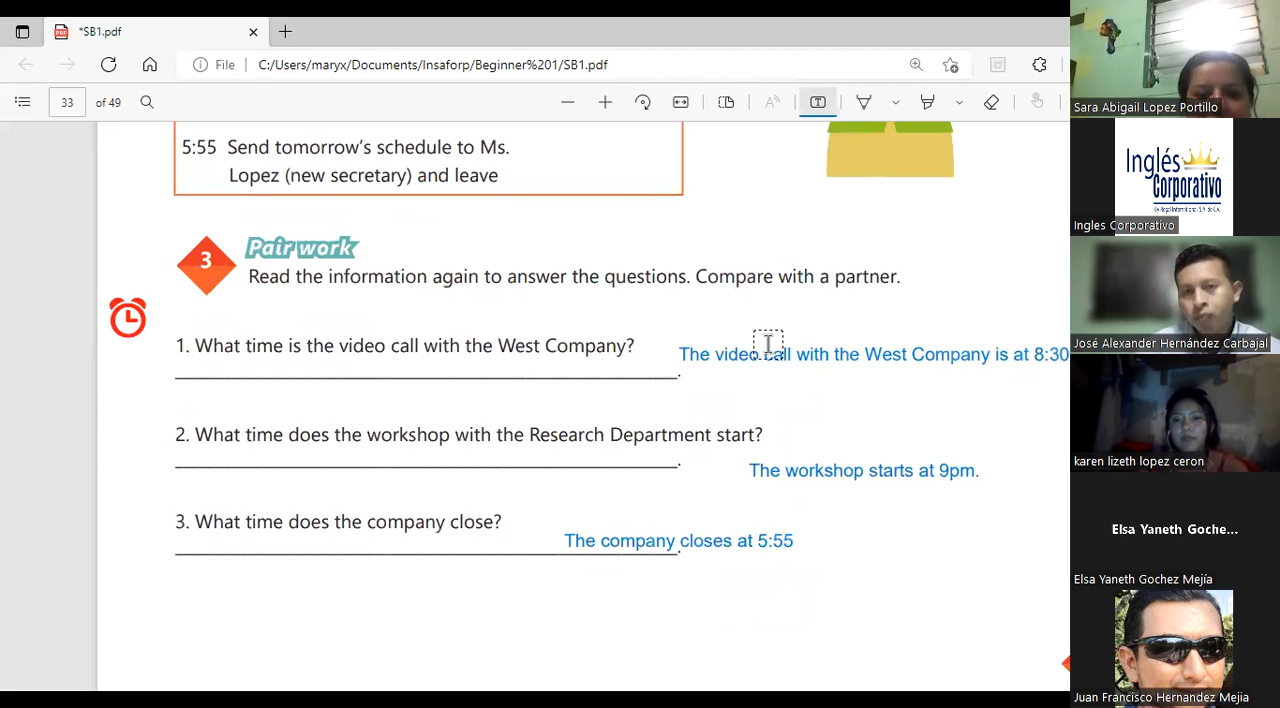 *SB1.pdf
File C:/Users/maryx/Documents/Insaforp/Beginner%201/SB1.pdf
33 of 49
5:55 Send tomorrow's schedule to Ms.
Lopez (new secretary) and leave
3 Pair work
Read the information again to answer the questions. Compare with a partner.
1. What time is the video call with the West Company?
The video call with the West Company is at 8:30
2. What time does the workshop with the Research Department start?
The workshop starts at 9pm.
3. What time does the company close?
The company closes at 5:55
Sara Abigail Lopez Portillo
Inglés
Corporativo
Ingles Corporativo
José Alexander Hernández Carbajal
karen lizeth lopez ceron
Elsa Yaneth Goche...
Elsa Yaneth Gochez Mejía
Juan Francisco Hernandez Mejia